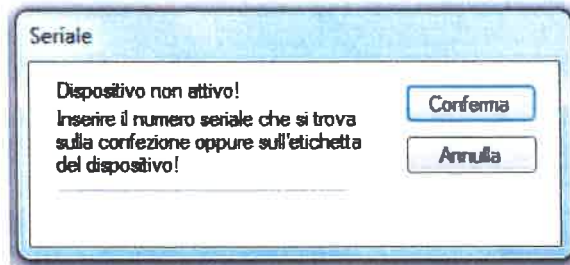 Seriale
Dispositivo non attivo!
Inserire il numero seriale che si trova
sulla confezione oppure sull'etichetta
del dispositivo!
Conferma
Annulla